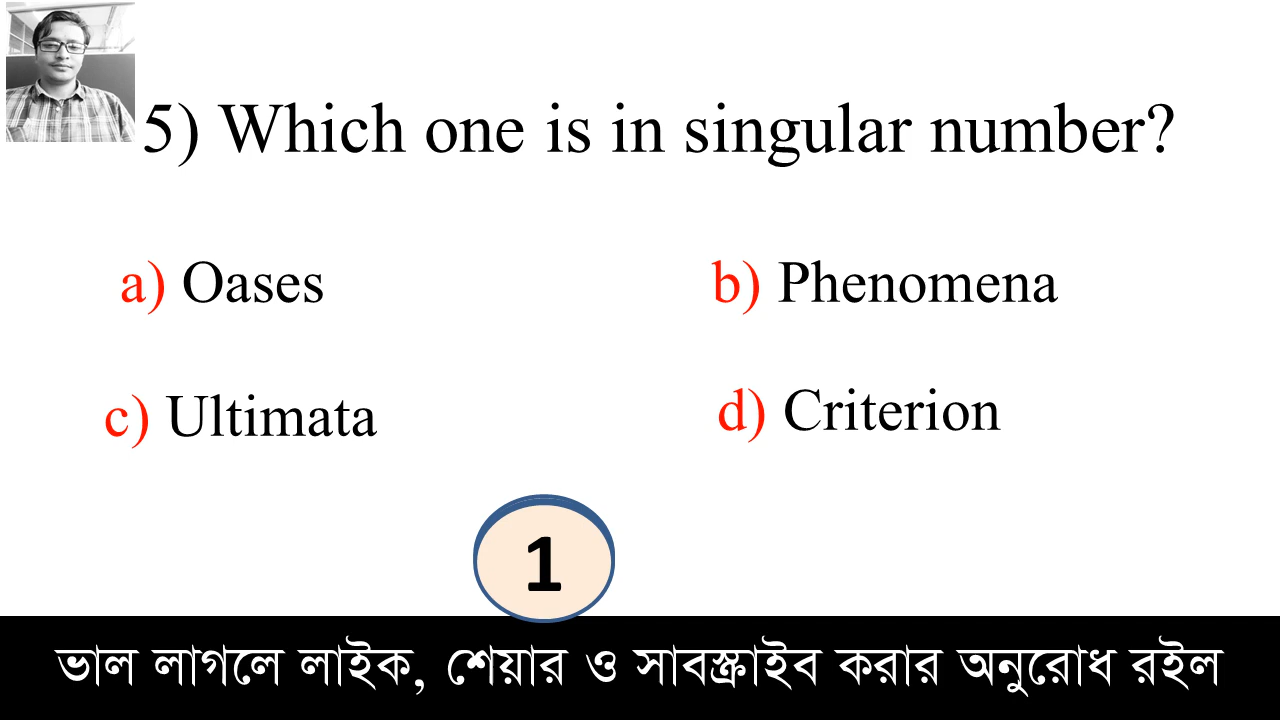 5) Which one is in singular number?
a) Oases
b) Phenomena
c) Ultimata
d) Criterion
1
ভাল লাগলে লাইক, শেয়ার ও সাবস্ক্রাইব করার অনুরোধ রইল